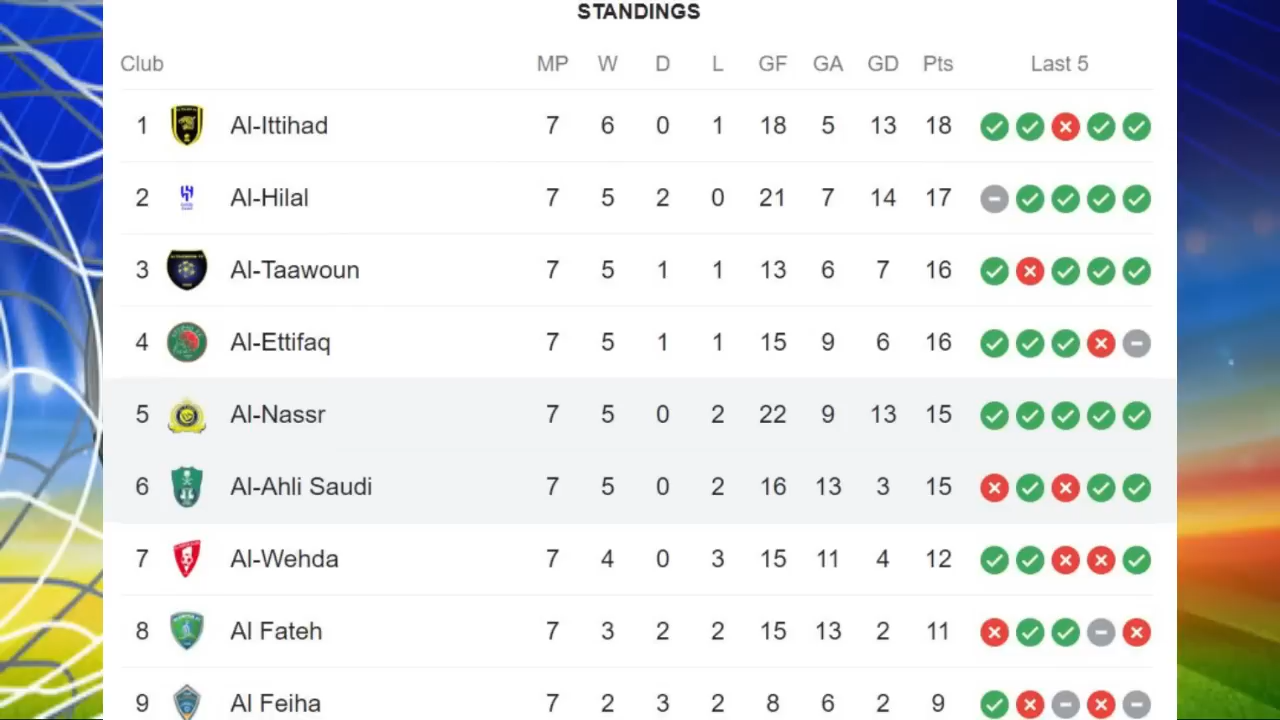 STANDINGS
Club MP W D L GF GA GD Pts Last 5
1 Al-Ittihad 7 6 0 1 18 5 13 18
2 Al-Hilal 7 5 2 0 21 7 14 17
3 Al-Taawoun 7 5 1 1 13 6 7 16
4 Al-Ettifaq 7 5 1 1 15 9 6 16
5 Al-Nassr 7 5 0 2 22 9 13 15
6 Al-Ahli Saudi 7 5 0 2 16 13 3 15
7 Al-Wehda 7 4 0 3 15 11 4 12
8 Al Fateh 7 3 2 2 15 13 2 11
9 Al Feiha 7 2 3 2 8 6 2 9